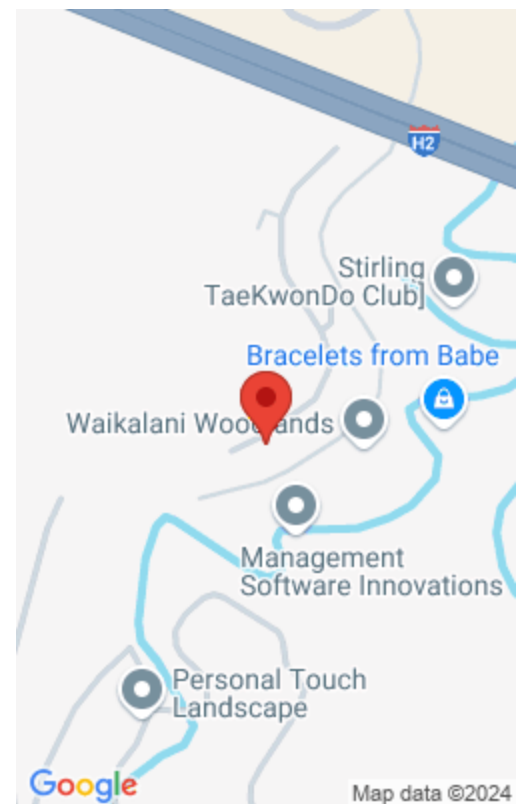 H2
Stirling
TaeKwonDo Club]
Bracelets from Babe
Waikalani Woodlands
Management
Software Innovations
Personal Touch
Landscape
Google
Map data ©2024